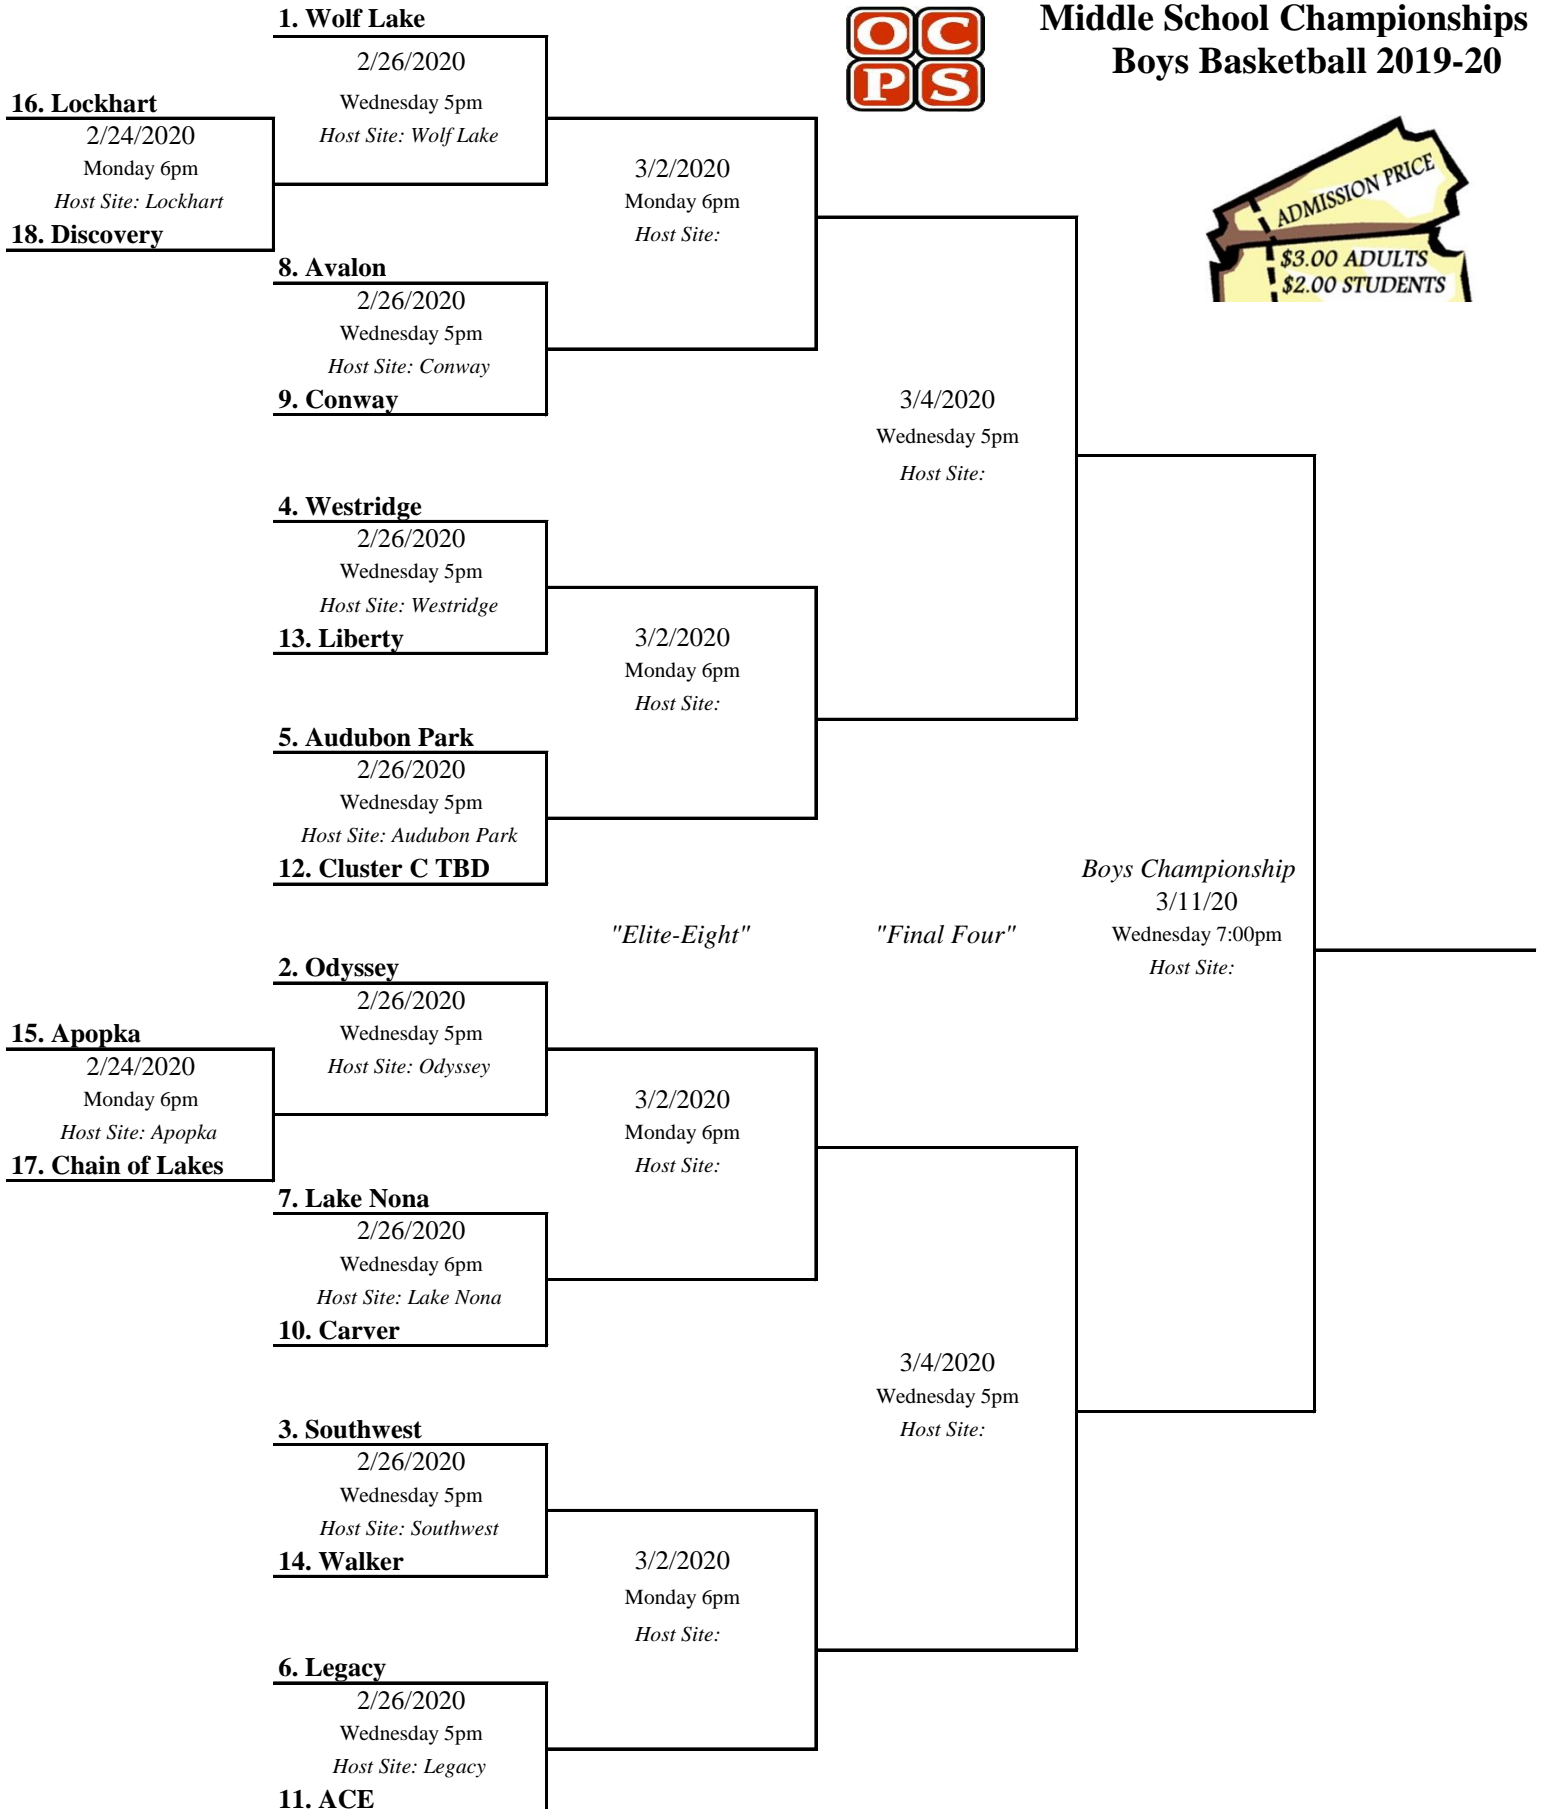 Middle School Championships
Boys Basketball 2019-20
OC
PS
ADMISSION PRICE
$3.00 ADULTS
$2.00 STUDENTS
1. Wolf Lake
2/26/2020
Wednesday 5pm
Host Site: Wolf Lake
16. Lockhart
2/24/2020
Monday 6pm
Host Site: Lockhart
18. Discovery
3/2/2020
Monday 6pm
Host Site:
8. Avalon
2/26/2020
Wednesday 5pm
Host Site: Conway
9. Conway
3/4/2020
Wednesday 5pm
Host Site:
4. Westridge
2/26/2020
Wednesday 5pm
Host Site: Westridge
13. Liberty
3/2/2020
Monday 6pm
Host Site:
5. Audubon Park
2/26/2020
Wednesday 5pm
Host Site: Audubon Park
12. Cluster C TBD
Boys Championship
3/11/20
Wednesday 7:00pm
Host Site:
"Elite-Eight"
"Final Four"
2. Odyssey
2/26/2020
Wednesday 5pm
Host Site: Odyssey
15. Apopka
2/24/2020
Monday 6pm
Host Site: Apopka
17. Chain of Lakes
3/2/2020
Monday 6pm
Host Site:
7. Lake Nona
2/26/2020
Wednesday 6pm
Host Site: Lake Nona
10. Carver
3/4/2020
Wednesday 5pm
Host Site:
3. Southwest
2/26/2020
Wednesday 5pm
Host Site: Southwest
14. Walker
3/2/2020
Monday 6pm
Host Site:
6. Legacy
2/26/2020
Wednesday 5pm
Host Site: Legacy
11. ACE